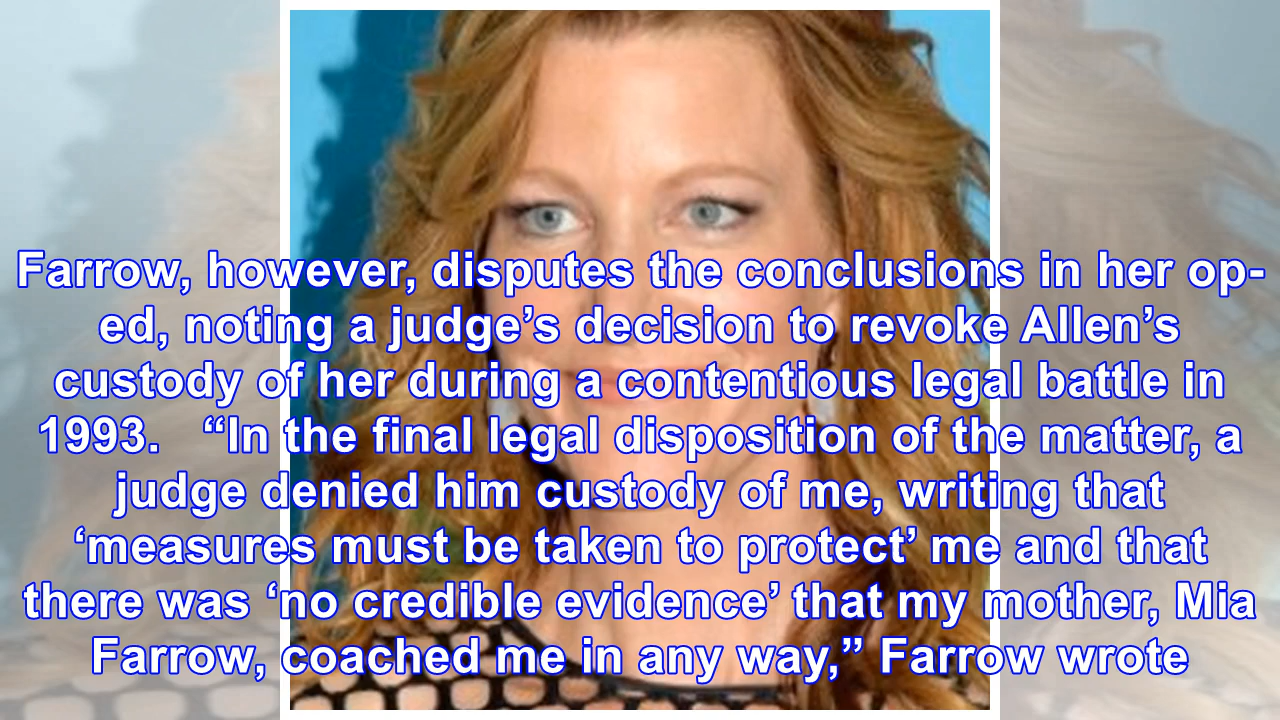 Farrow, however, disputes the conclusions in her op-
ed, noting a judge’s decision to revoke Allen’s
custody of her during a contentious legal battle in
1993.   “In the final legal disposition of the matter, a
judge denied him custody of me, writing that
‘measures must be taken to protect’ me and that
there was ‘no credible evidence’ that my mother, Mia
Farrow, coached me in any way,” Farrow wrote